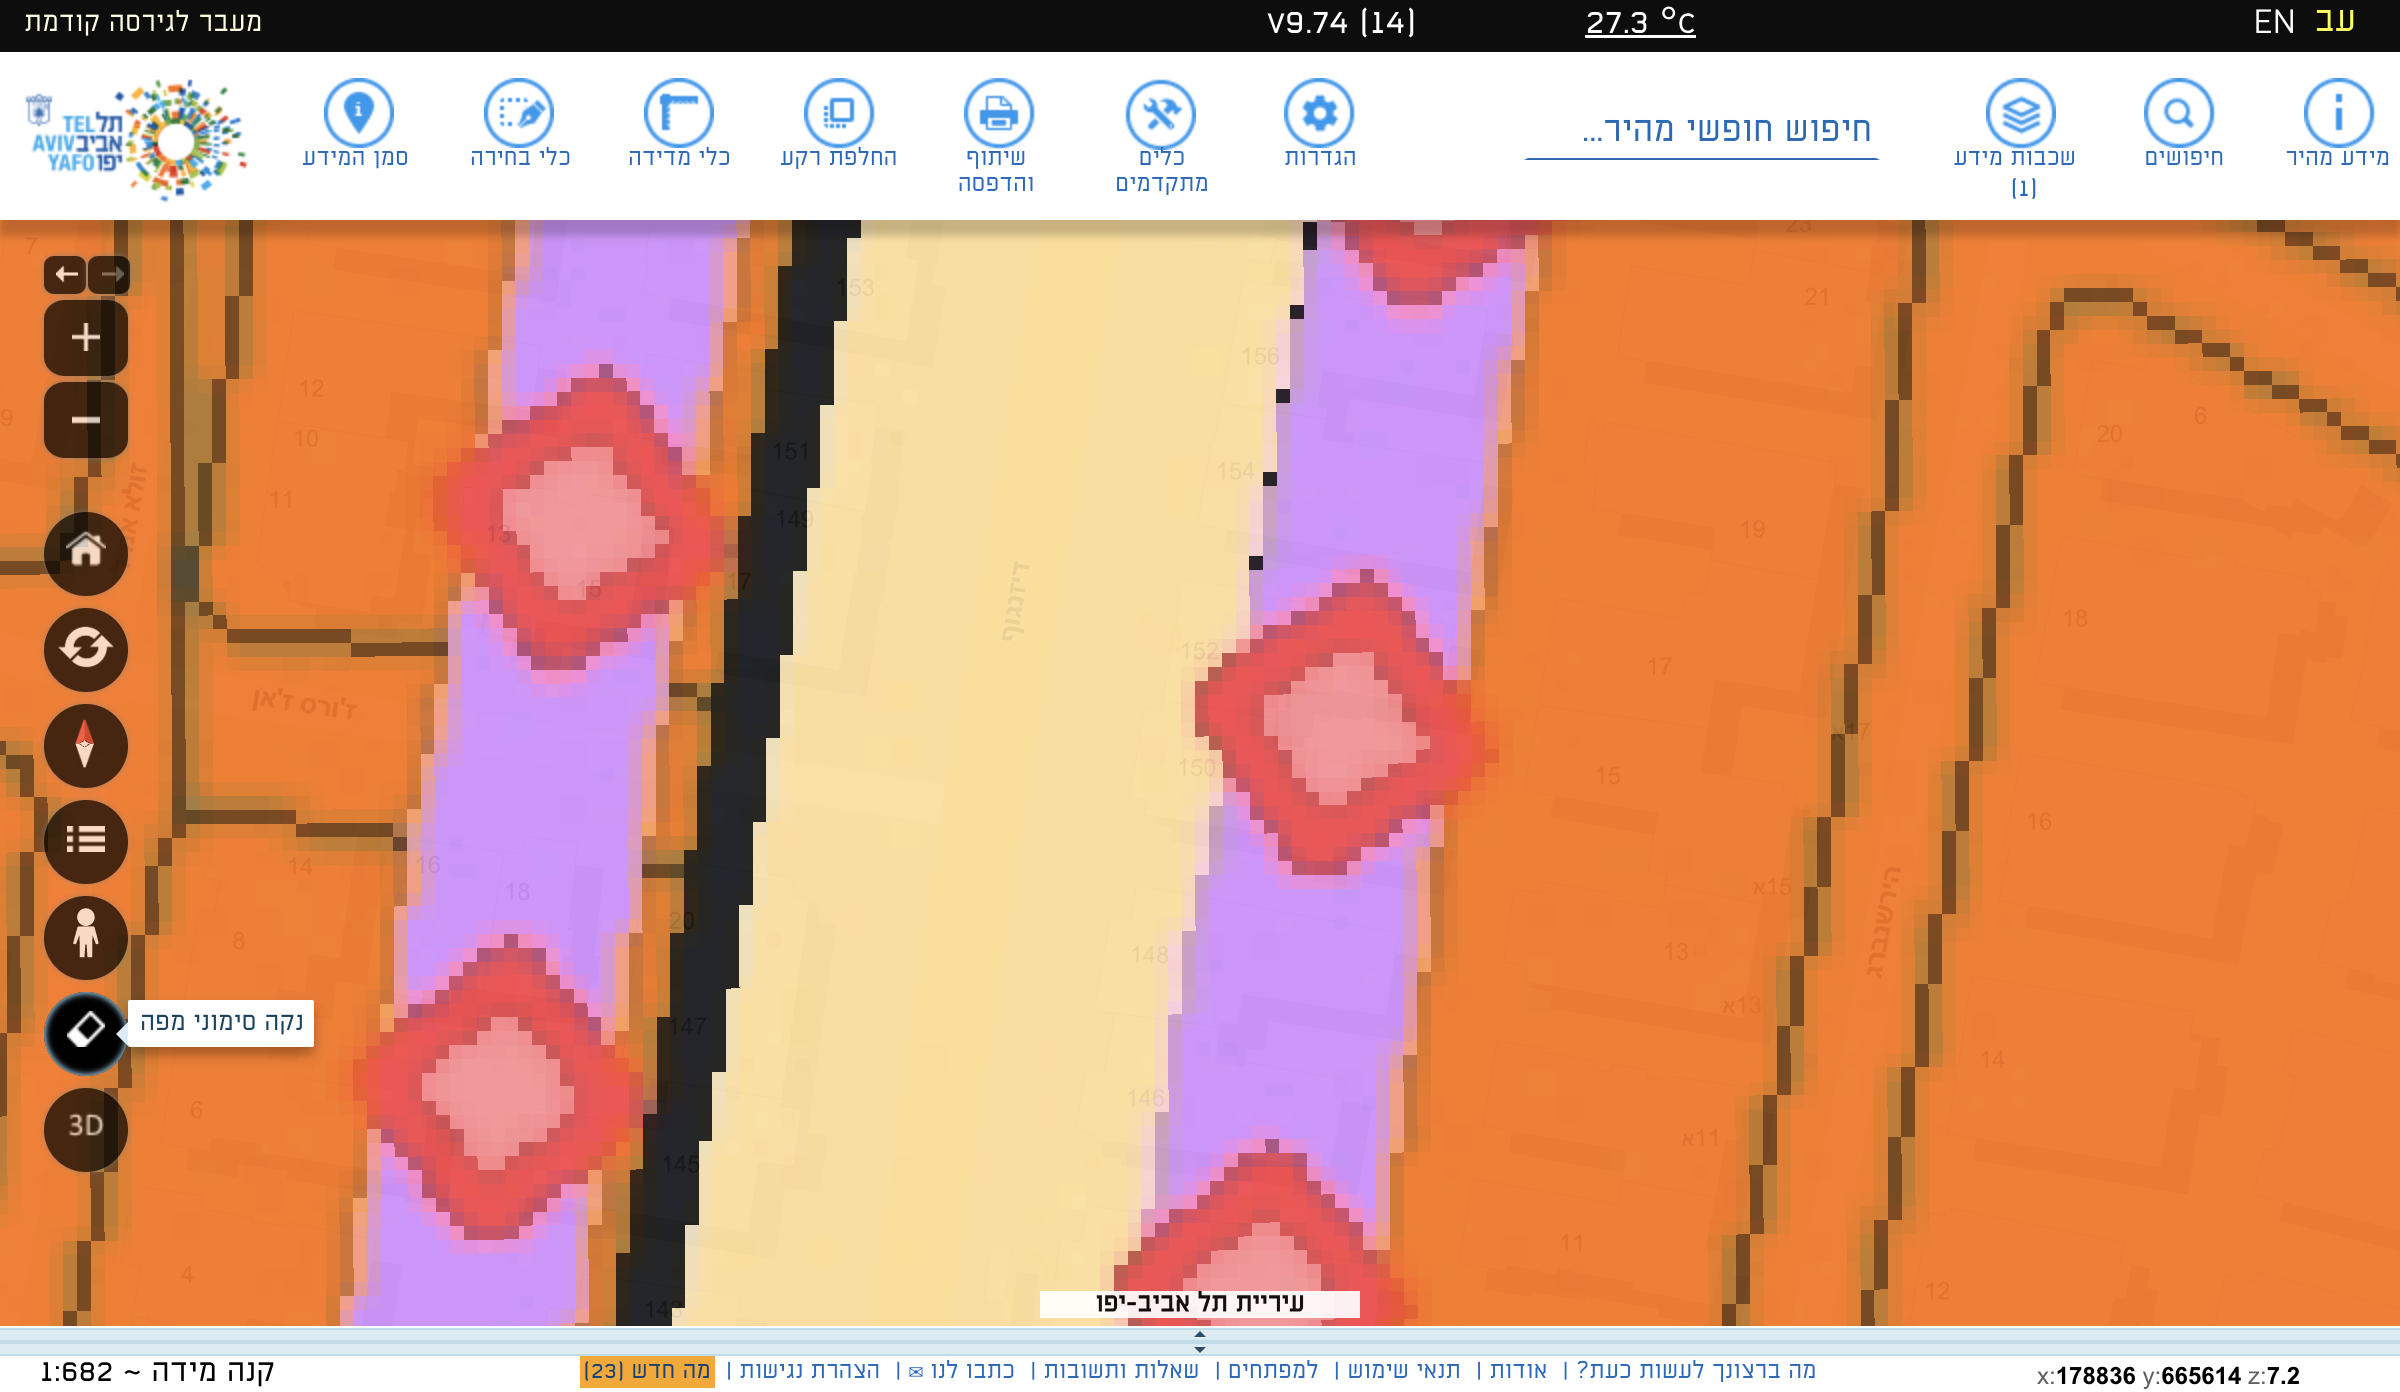 מעבר לגירסה קודמת
V9.74 (14)
27.3 °C
EN עב
תל TEL
אביב AVIV
יפו YAFO
סמן המידע
כלי בחירה
כלי מדידה
החלפת רקע
שיתוף
והדפסה
כלים
מתקדמים
הגדרות
חיפוש חופשי מהיר...
שכבות מידע
(1)
חיפושים
מידע מהיר
7
23
153
21
156
12
6
9
20
10
151
154
11
149
19
13
15
17
דיזנגוף
18
152
17
ז'ורס ז'אן
17א
150
15
16
14
16
18
15א
הירשנברג
20
8
148
13
13א
147
נקה סימוני מפה
14
146
6
3D
11א
145
11
4
12
עיריית תל אביב-יפו
קנה מידה ~ 1:682
מה ברצונך לעשות כעת? | אודות | תנאי שימוש | למפתחים | שאלות ותשובות | כתבו לנו ✉ | הצהרת נגישות | מה חדש (23)
x:178836 y:665614 z:7.2